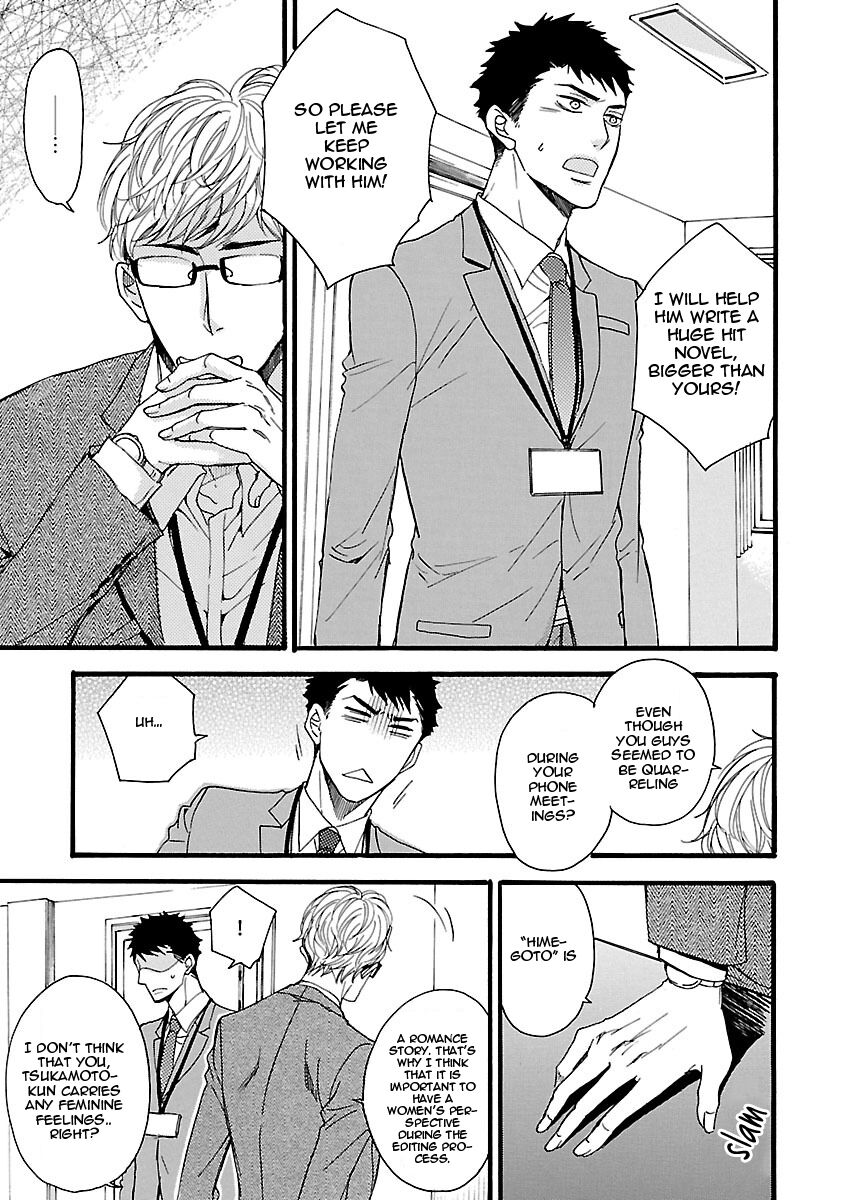 I WILL HELP
HIM WRITE A
HUGE HIT
NOVEL,
BIGGER THAN
YOURS!
SO PLEASE
LET ME
KEEP
WORKING
WITH HIM!
......
EVEN
THOUGH
YOU GUYS
SEEMED
TO BE QUAR-
RELING
DURING
YOUR
PHONE
MEET-
INGS?
UH...
"HIME-
GOTO" IS
slam
A ROMANCE
STORY. THAT'S
WHY I THINK
THAT IT IS
IMPORTANT
TO HAVE A
WOMEN'S PER-
SPECTIVE
DURING THE
EDITING PRO-
CESS.
!
I DON'T THINK
THAT YOU,
TSUKAMOTO-
KUN CARRIES
ANY FEMININE
FEELINGS..
RIGHT?